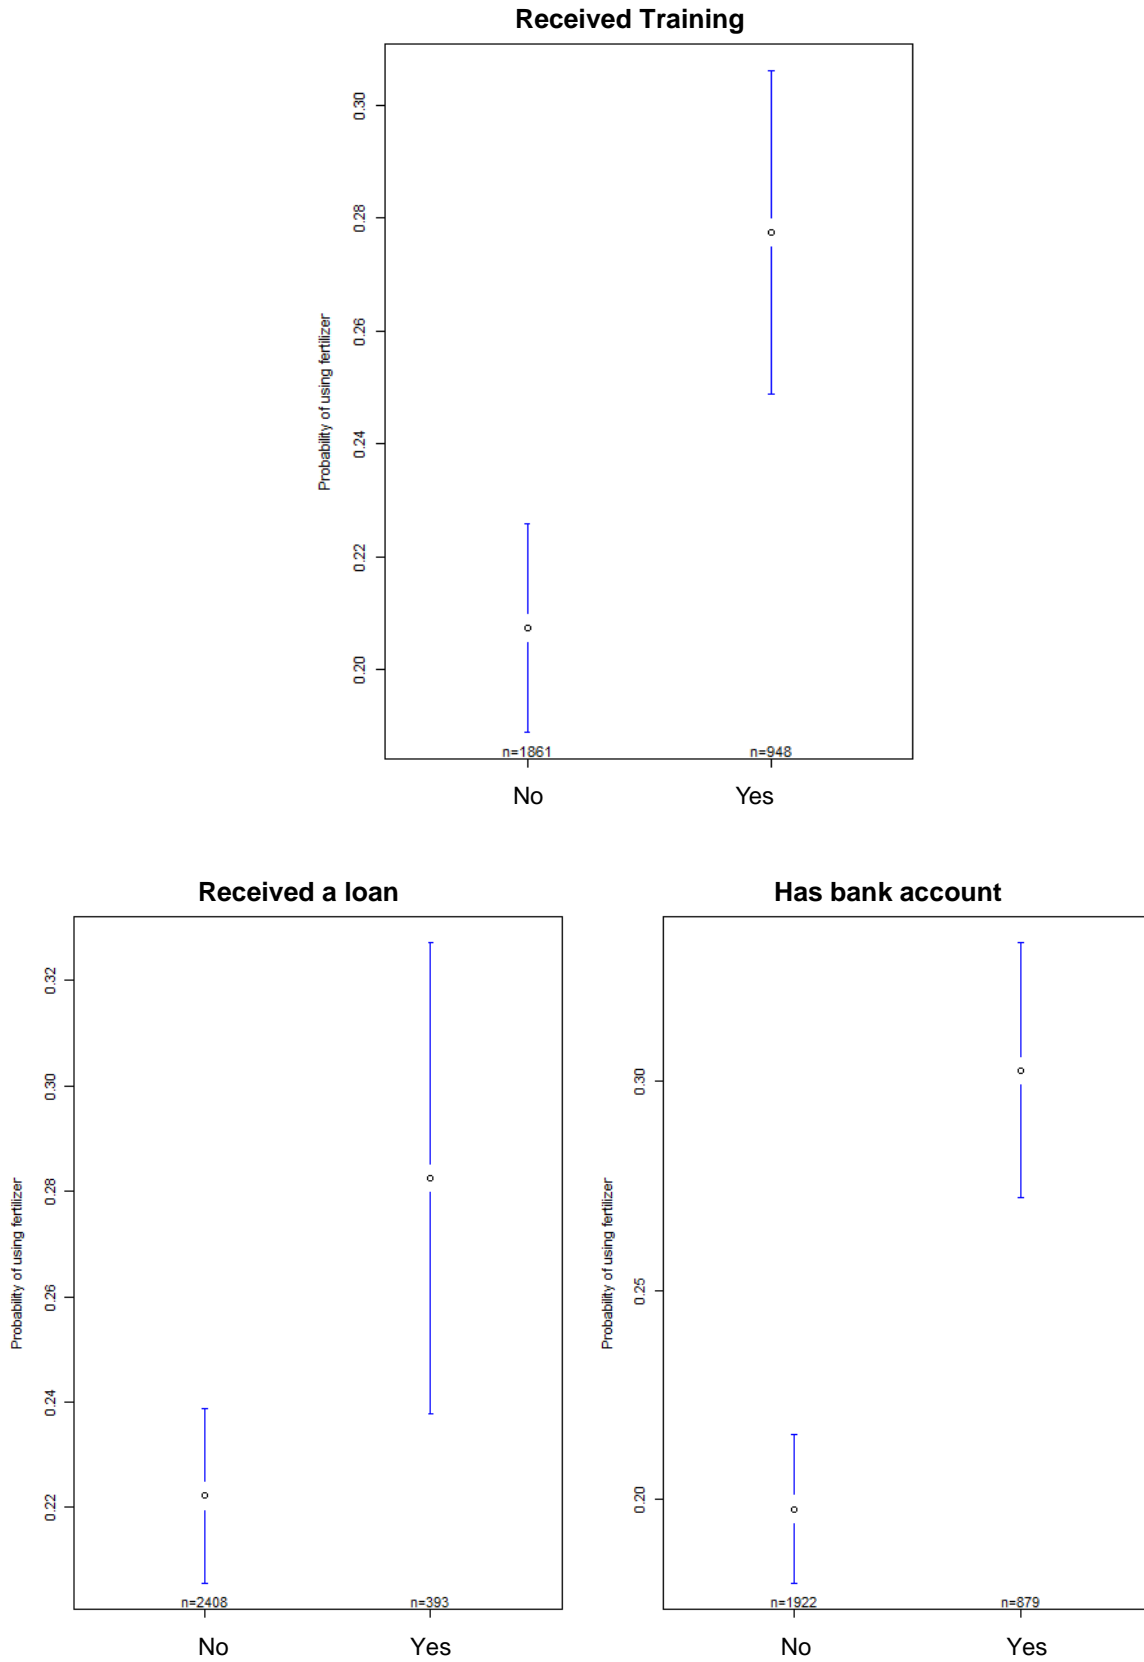 Received Training
Probability of using fertilizer
0.30
0.28
0.26
0.24
0.22
0.20
n=1861
n=948
No
Yes
Received a loan
Probability of using fertilizer
0.32
0.30
0.28
0.26
0.24
0.22
n=2408
n=393
No
Yes
Has bank account
Probability of using fertilizer
0.30
0.25
0.20
n=1922
n=879
No
Yes